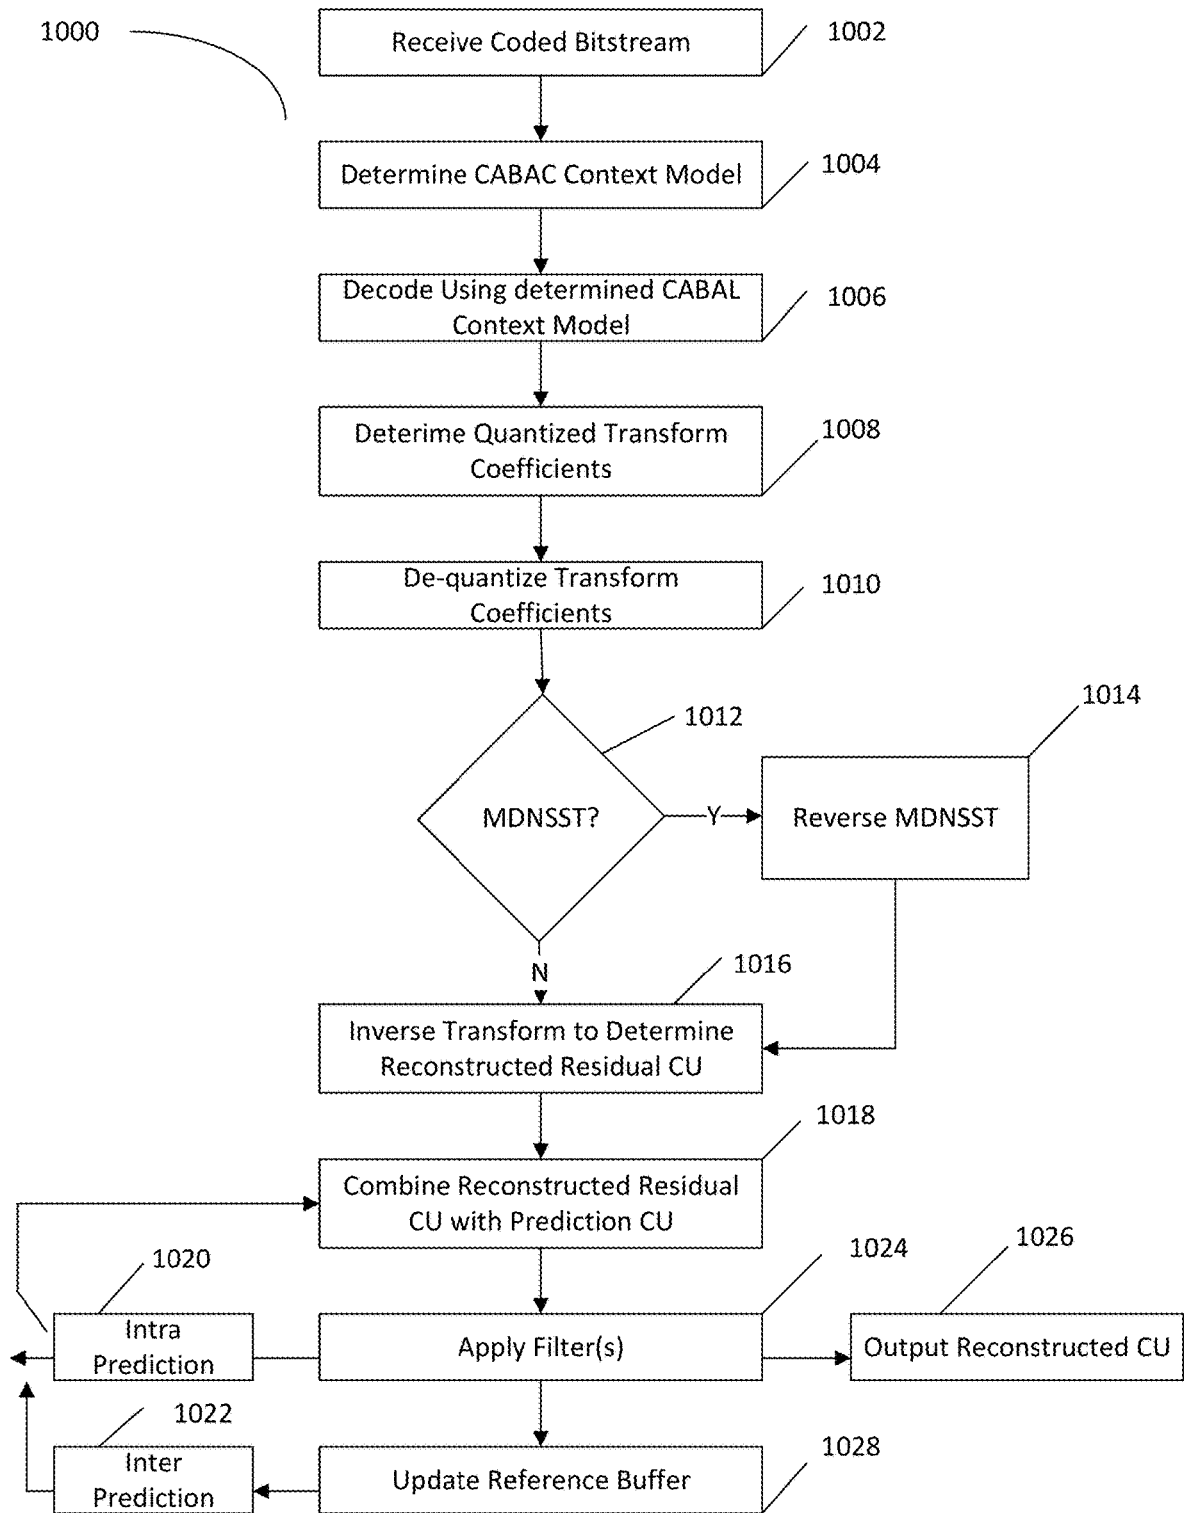 1000
Receive Coded Bitstream
1002
Determine CABAC Context Model
1004
Decode Using determined CABAL
Context Model
1006
Deterime Quantized Transform
Coefficients
1008
De-quantize Transform
Coefficients
1010
MDNSST?
1012
Y
Reverse MDNSST
1014
N
Inverse Transform to Determine
Reconstructed Residual CU
1016
Combine Reconstructed Residual
CU with Prediction CU
1018
Intra
Prediction
1020
Apply Filter(s)
1024
Output Reconstructed CU
1026
Inter
Prediction
1022
Update Reference Buffer
1028